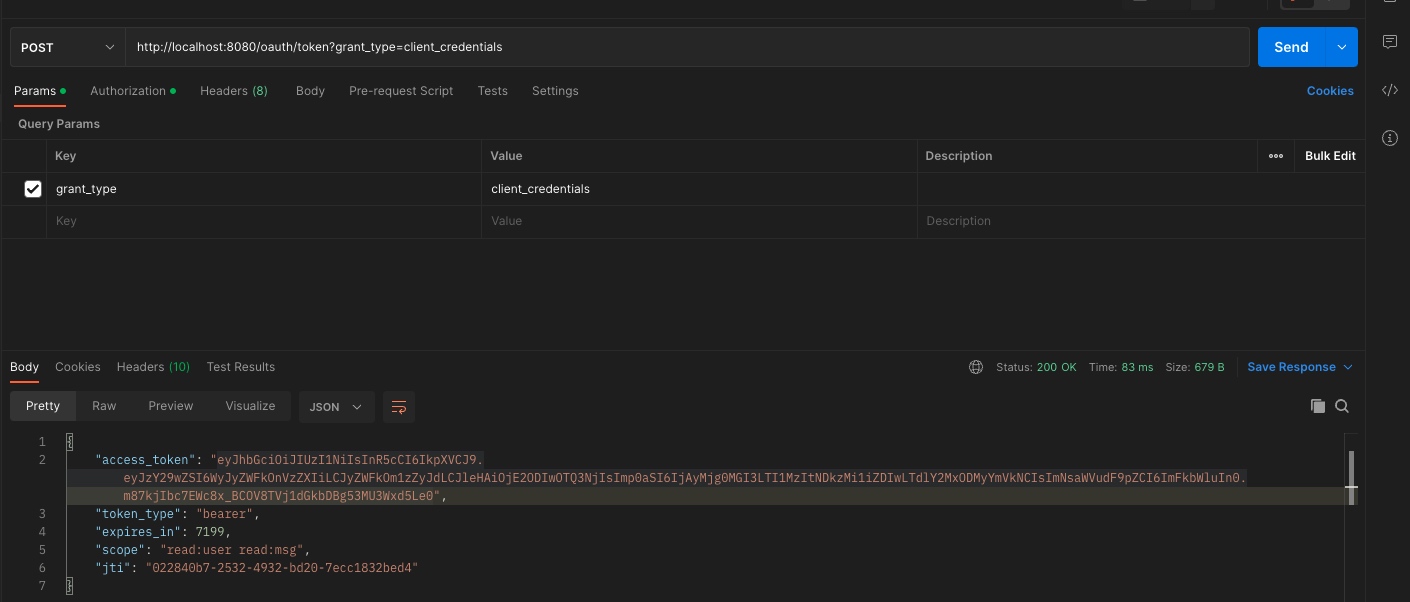 POST http://localhost:8080/oauth/token?grant_type=client_credentials Send
Params Authorization Headers (8) Body Pre-request Script Tests Settings Cookies
Query Params
Key Value Description Bulk Edit
grant_type client_credentials
Key Value Description
Body Cookies Headers (10) Test Results Status: 200 OK Time: 83 ms Size: 679 B Save Response
Pretty Raw Preview Visualize JSON
1 {
2 "access_token": "eyJhbGciOiJIUzI1NiIsInR5cCI6IkpXVCJ9.
eyJzY29wZSI6WyJyZWFkOnVzZXIiLCJyZWFkOm1zZyJdLCJleHAiOjE2ODIwOTQ3NjIsImp0aSI6IjAyMjg0MGI3LTI1MzItNDkzMi1iZDIwLTdlY2MxODMyYmVkNCIsImNsaWVudF9pZCI6ImFkbWluIn0.
m87kjIbc7EWc8x_BCOV8TVj1dGkbDBg53MU3Wxd5Le0",
3 "token_type": "bearer",
4 "expires_in": 7199,
5 "scope": "read:user read:msg",
6 "jti": "022840b7-2532-4932-bd20-7ecc1832bed4"
7 }